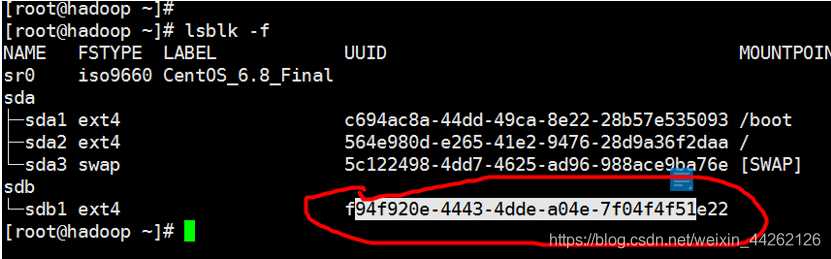 [root@hadoop ~]#
[root@hadoop ~]# lsblk -f
NAME   FSTYPE LABEL            UUID                                 MOUNTPOIN
sr0    iso9660 CentOS_6.8_Final
sda
├─sda1 ext4                    c694ac8a-44dd-49ca-8e22-28b57e535093 /boot
├─sda2 ext4                    564e980d-e265-41e2-9476-28d9a36f2daa /
└─sda3 swap                    5c122498-4dd7-4625-ad96-988ace9ba76e [SWAP]
sdb
└─sdb1 ext4                    f94f920e-4443-4dde-a04e-7f04f4f51e22
[root@hadoop ~]#
https://blog.csdn.net/weixin_44262126